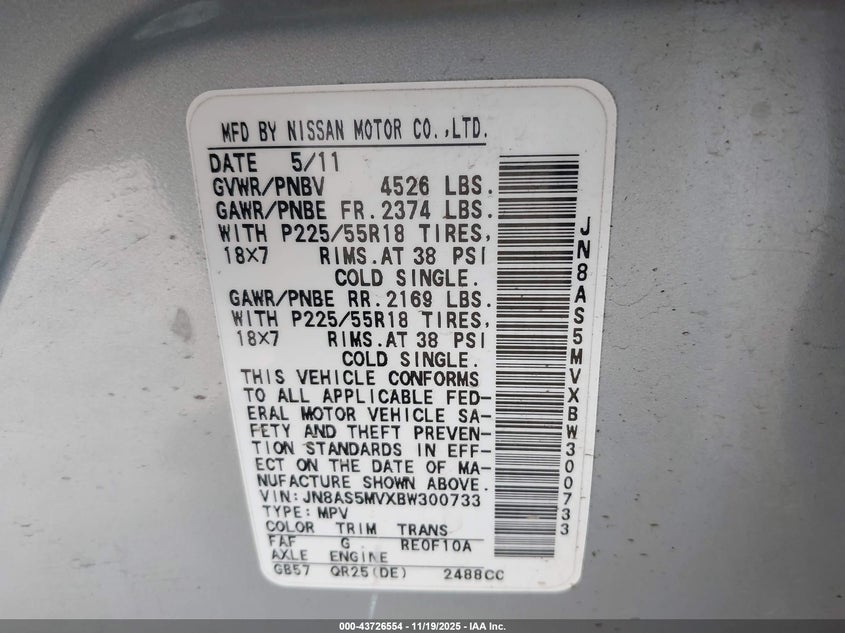 MFD BY NISSAN MOTOR CO.,LTD.
DATE 5/11
GVWR/PNBV 4526 LBS.
GAWR/PNBE FR.2374 LBS.
WITH P225/55R18 TIRES,
18×7 RIMS.AT 38 PSI
COLD SINGLE.
GAWR/PNBE RR.2169 LBS.
WITH P225/55R18 TIRES,
18×7 RIMS.AT 38 PSI
COLD SINGLE.
THIS VEHICLE CONFORMS
TO ALL APPLICABLE FED-
ERAL MOTOR VEHICLE SA-
FETY AND THEFT PREVEN-
TION STANDARDS IN EFF-
ECT ON THE DATE OF MA-
NUFACTURE SHOWN ABOVE.
VIN:JN8AS5MVXBW300733
TYPE:MPV
COLOR TRIM TRANS
FAF G RE0F10A
AXLE ENGINE
GB57 QR25(DE) 2488CC
JN8AS5MVXBW300733
000-43726554 - 11/19/2025 - IAA Inc.